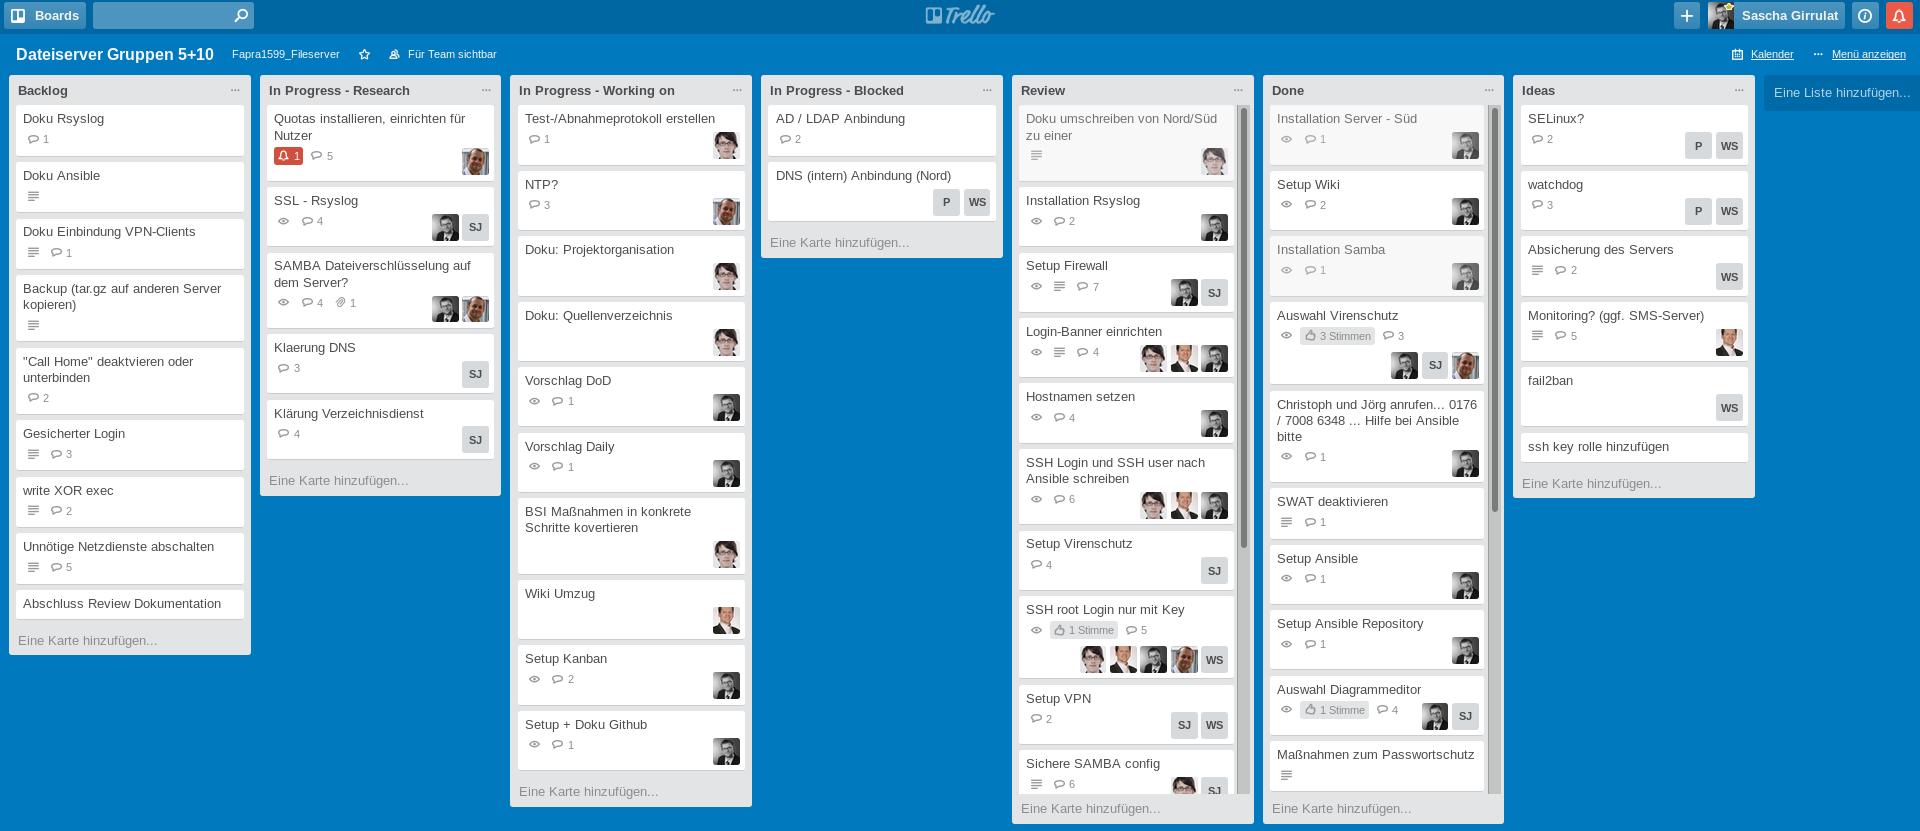 Boards
Trello
Sascha Girrulat
Dateiserver Gruppen 5+10
Fapra1599_Fileserver
Für Team sichtbar
Kalender
Menü anzeigen
Backlog
Doku Rsyslog
1
Doku Ansible
Doku Einbindung VPN-Clients
1
Backup (tar.gz auf anderen Server
kopieren)
"Call Home" deaktvieren oder
unterbinden
2
Gesicherter Login
3
write XOR exec
2
Unnötige Netzdienste abschalten
5
Abschluss Review Dokumentation
Eine Karte hinzufügen...
In Progress - Research
Quotas installieren, einrichten für
Nutzer
1 5
SSL - Rsyslog
4 SJ
SAMBA Dateiverschlüsselung auf
dem Server?
4 1
Klaerung DNS
3 SJ
Klärung Verzeichnisdienst
4 SJ
Eine Karte hinzufügen...
In Progress - Working on
Test-/Abnahmeprotokoll erstellen
1
NTP?
3
Doku: Projektorganisation
Doku: Quellenverzeichnis
Vorschlag DoD
1
Vorschlag Daily
1
BSI Maßnahmen in konkrete
Schritte kovertieren
Wiki Umzug
Setup Kanban
2
Setup + Doku Github
1
Eine Karte hinzufügen...
In Progress - Blocked
AD / LDAP Anbindung
2
DNS (intern) Anbindung (Nord)
P WS
Eine Karte hinzufügen...
Review
Doku umschreiben von Nord/Süd
zu einer
Installation Rsyslog
2
Setup Firewall
7 SJ
Login-Banner einrichten
4
Hostnamen setzen
4
SSH Login und SSH user nach
Ansible schreiben
6
Setup Virenschutz
4 SJ
SSH root Login nur mit Key
1 Stimme 5
WS
Setup VPN
2 SJ WS
Sichere SAMBA config
6 SJ
Eine Karte hinzufügen...
Done
Installation Server - Süd
1
Setup Wiki
2
Installation Samba
1
Auswahl Virenschutz
3 Stimmen 3
SJ
Christoph und Jörg anrufen... 0176
/ 7008 6348 ... Hilfe bei Ansible
bitte
1
SWAT deaktivieren
1
Setup Ansible
1
Setup Ansible Repository
1
Auswahl Diagrammeditor
1 Stimme 4 SJ
Maßnahmen zum Passwortschutz
Eine Karte hinzufügen...
Ideas
SELinux?
2 P WS
watchdog
3 P WS
Absicherung des Servers
2 WS
Monitoring? (ggf. SMS-Server)
5
fail2ban
WS
ssh key rolle hinzufügen
Eine Karte hinzufügen...
Eine Liste hinzufügen...